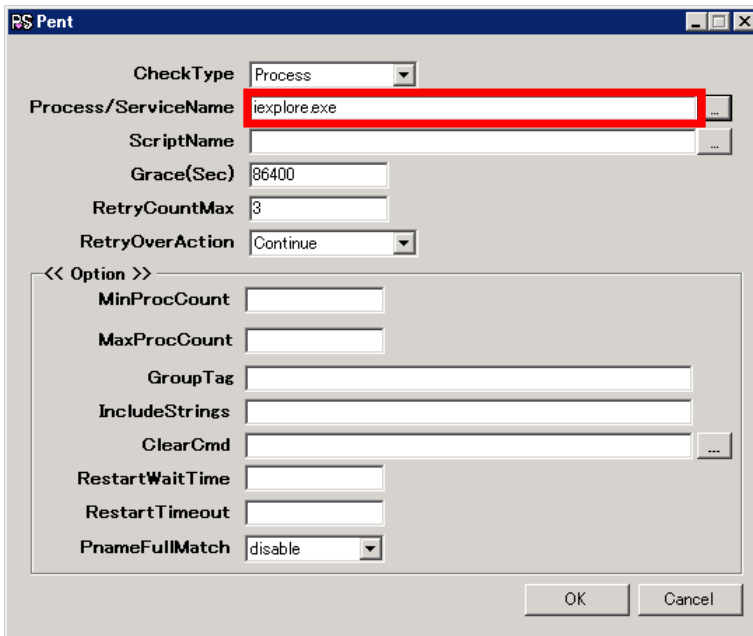 RS Pent
CheckType Process
Process/ServiceName iexplore.exe ...
ScriptName ...
Grace(Sec) 86400
RetryCountMax 3
RetryOverAction Continue
<< Option >>
MinProcCount
MaxProcCount
GroupTag
IncludeStrings
ClearCmd ...
RestartWaitTime
RestartTimeout
PnameFullMatch disable
OK Cancel